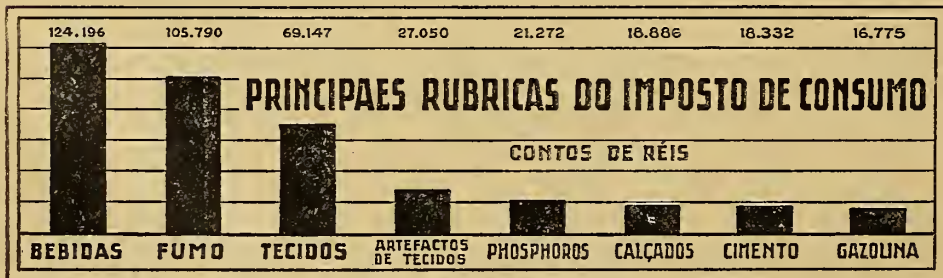 124.196 105.790 69.147 27.050 21.272 18.886 18.332 16.775
PRINCIPAES RUBRICAS DO IMPOSTO DE CONSUMO
CONTOS DE RÉIS
BEBIDAS FUMO TECIDOS ARTEFACTOS DE TECIDOS PHOSPHOROS CALÇADOS CIMENTO GAZOLINA